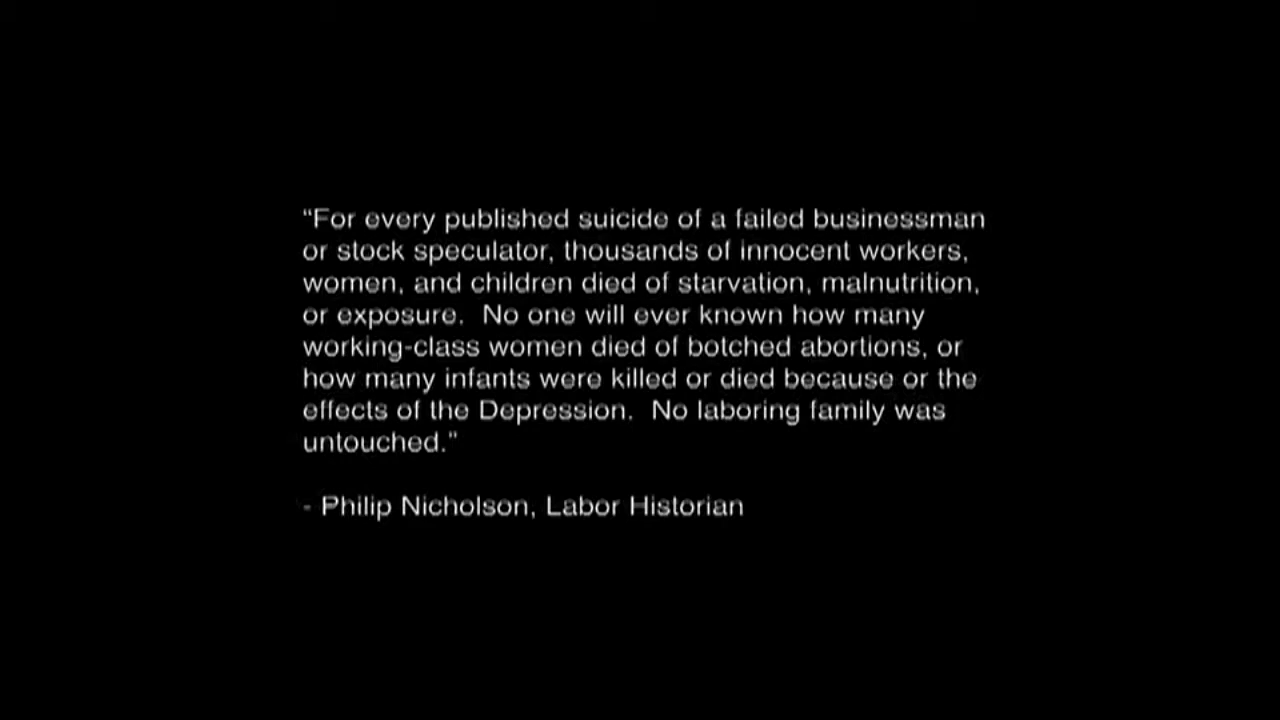 “For every published suicide of a failed businessman
or stock speculator, thousands of innocent workers,
women, and children died of starvation, malnutrition,
or exposure.  No one will ever known how many
working-class women died of botched abortions, or
how many infants were killed or died because or the
effects of the Depression.  No laboring family was
untouched.”
- Philip Nicholson, Labor Historian